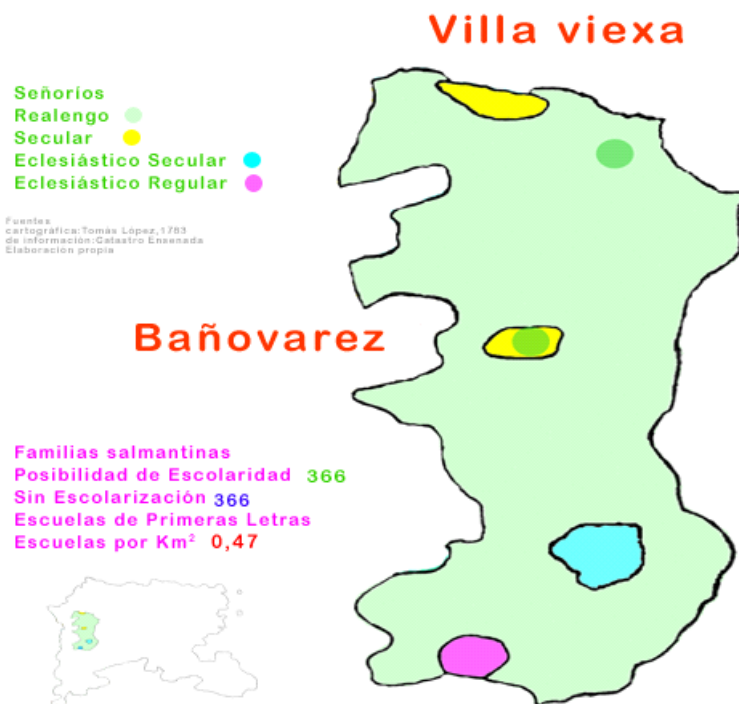 Villa viexa
Señoríos
Realengo
Secular
Eclesiástico Secular
Eclesiástico Regular
Fuentes
cartográfica:Tomás López,1783
de información:Catastro Ensenada
Elaboración propia
Bañovarez
Familias salmantinas
Posibilidad de Escolaridad 366
Sin Escolarización 366
Escuelas de Primeras Letras
Escuelas por Km² 0,47